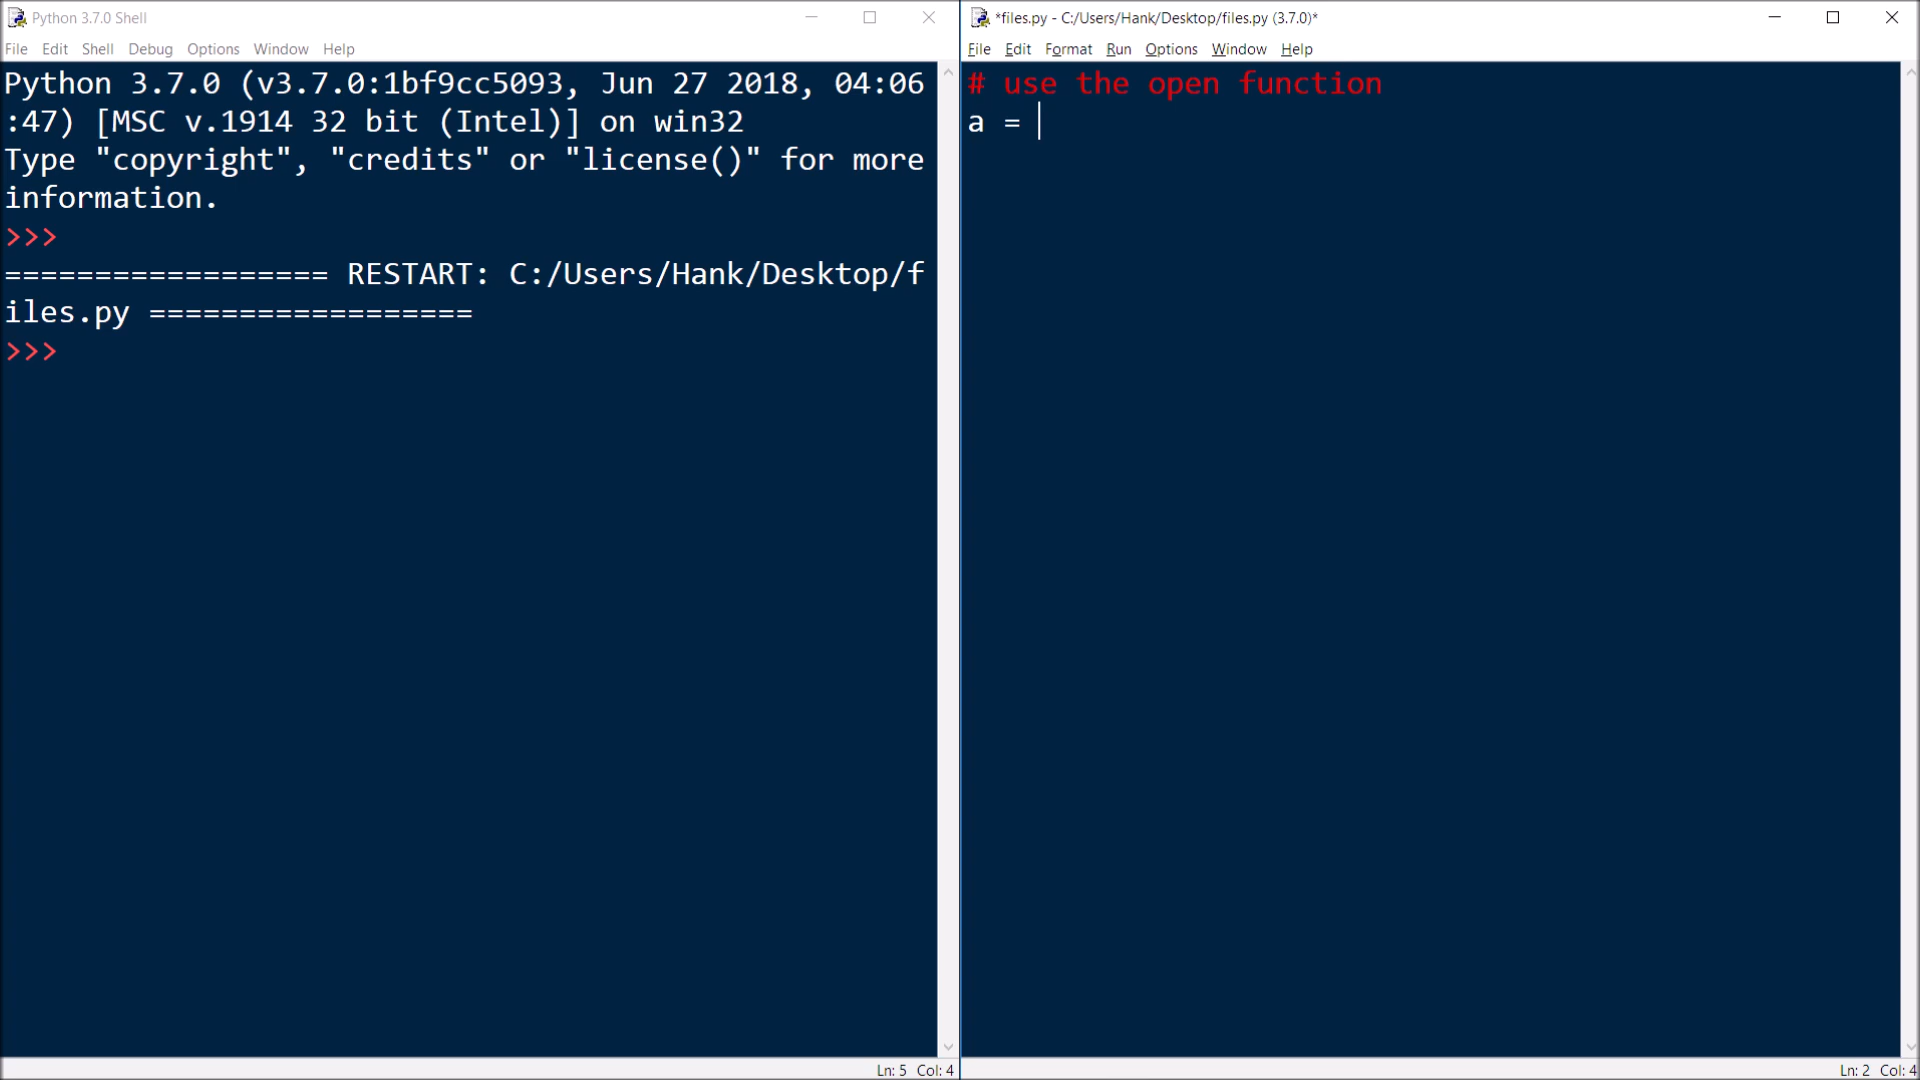 Python 3.7.0 Shell
File Edit Shell Debug Options Window Help
Python 3.7.0 (v3.7.0:1bf9cc5093, Jun 27 2018, 04:06
:47) [MSC v.1914 32 bit (Intel)] on win32
Type "copyright", "credits" or "license()" for more
information.
>>>
================== RESTART: C:/Users/Hank/Desktop/f
iles.py ==================
>>>
Ln: 5 Col: 4
*files.py - C:/Users/Hank/Desktop/files.py (3.7.0)*
File Edit Format Run Options Window Help
# use the open function
a =
Ln: 2 Col: 4